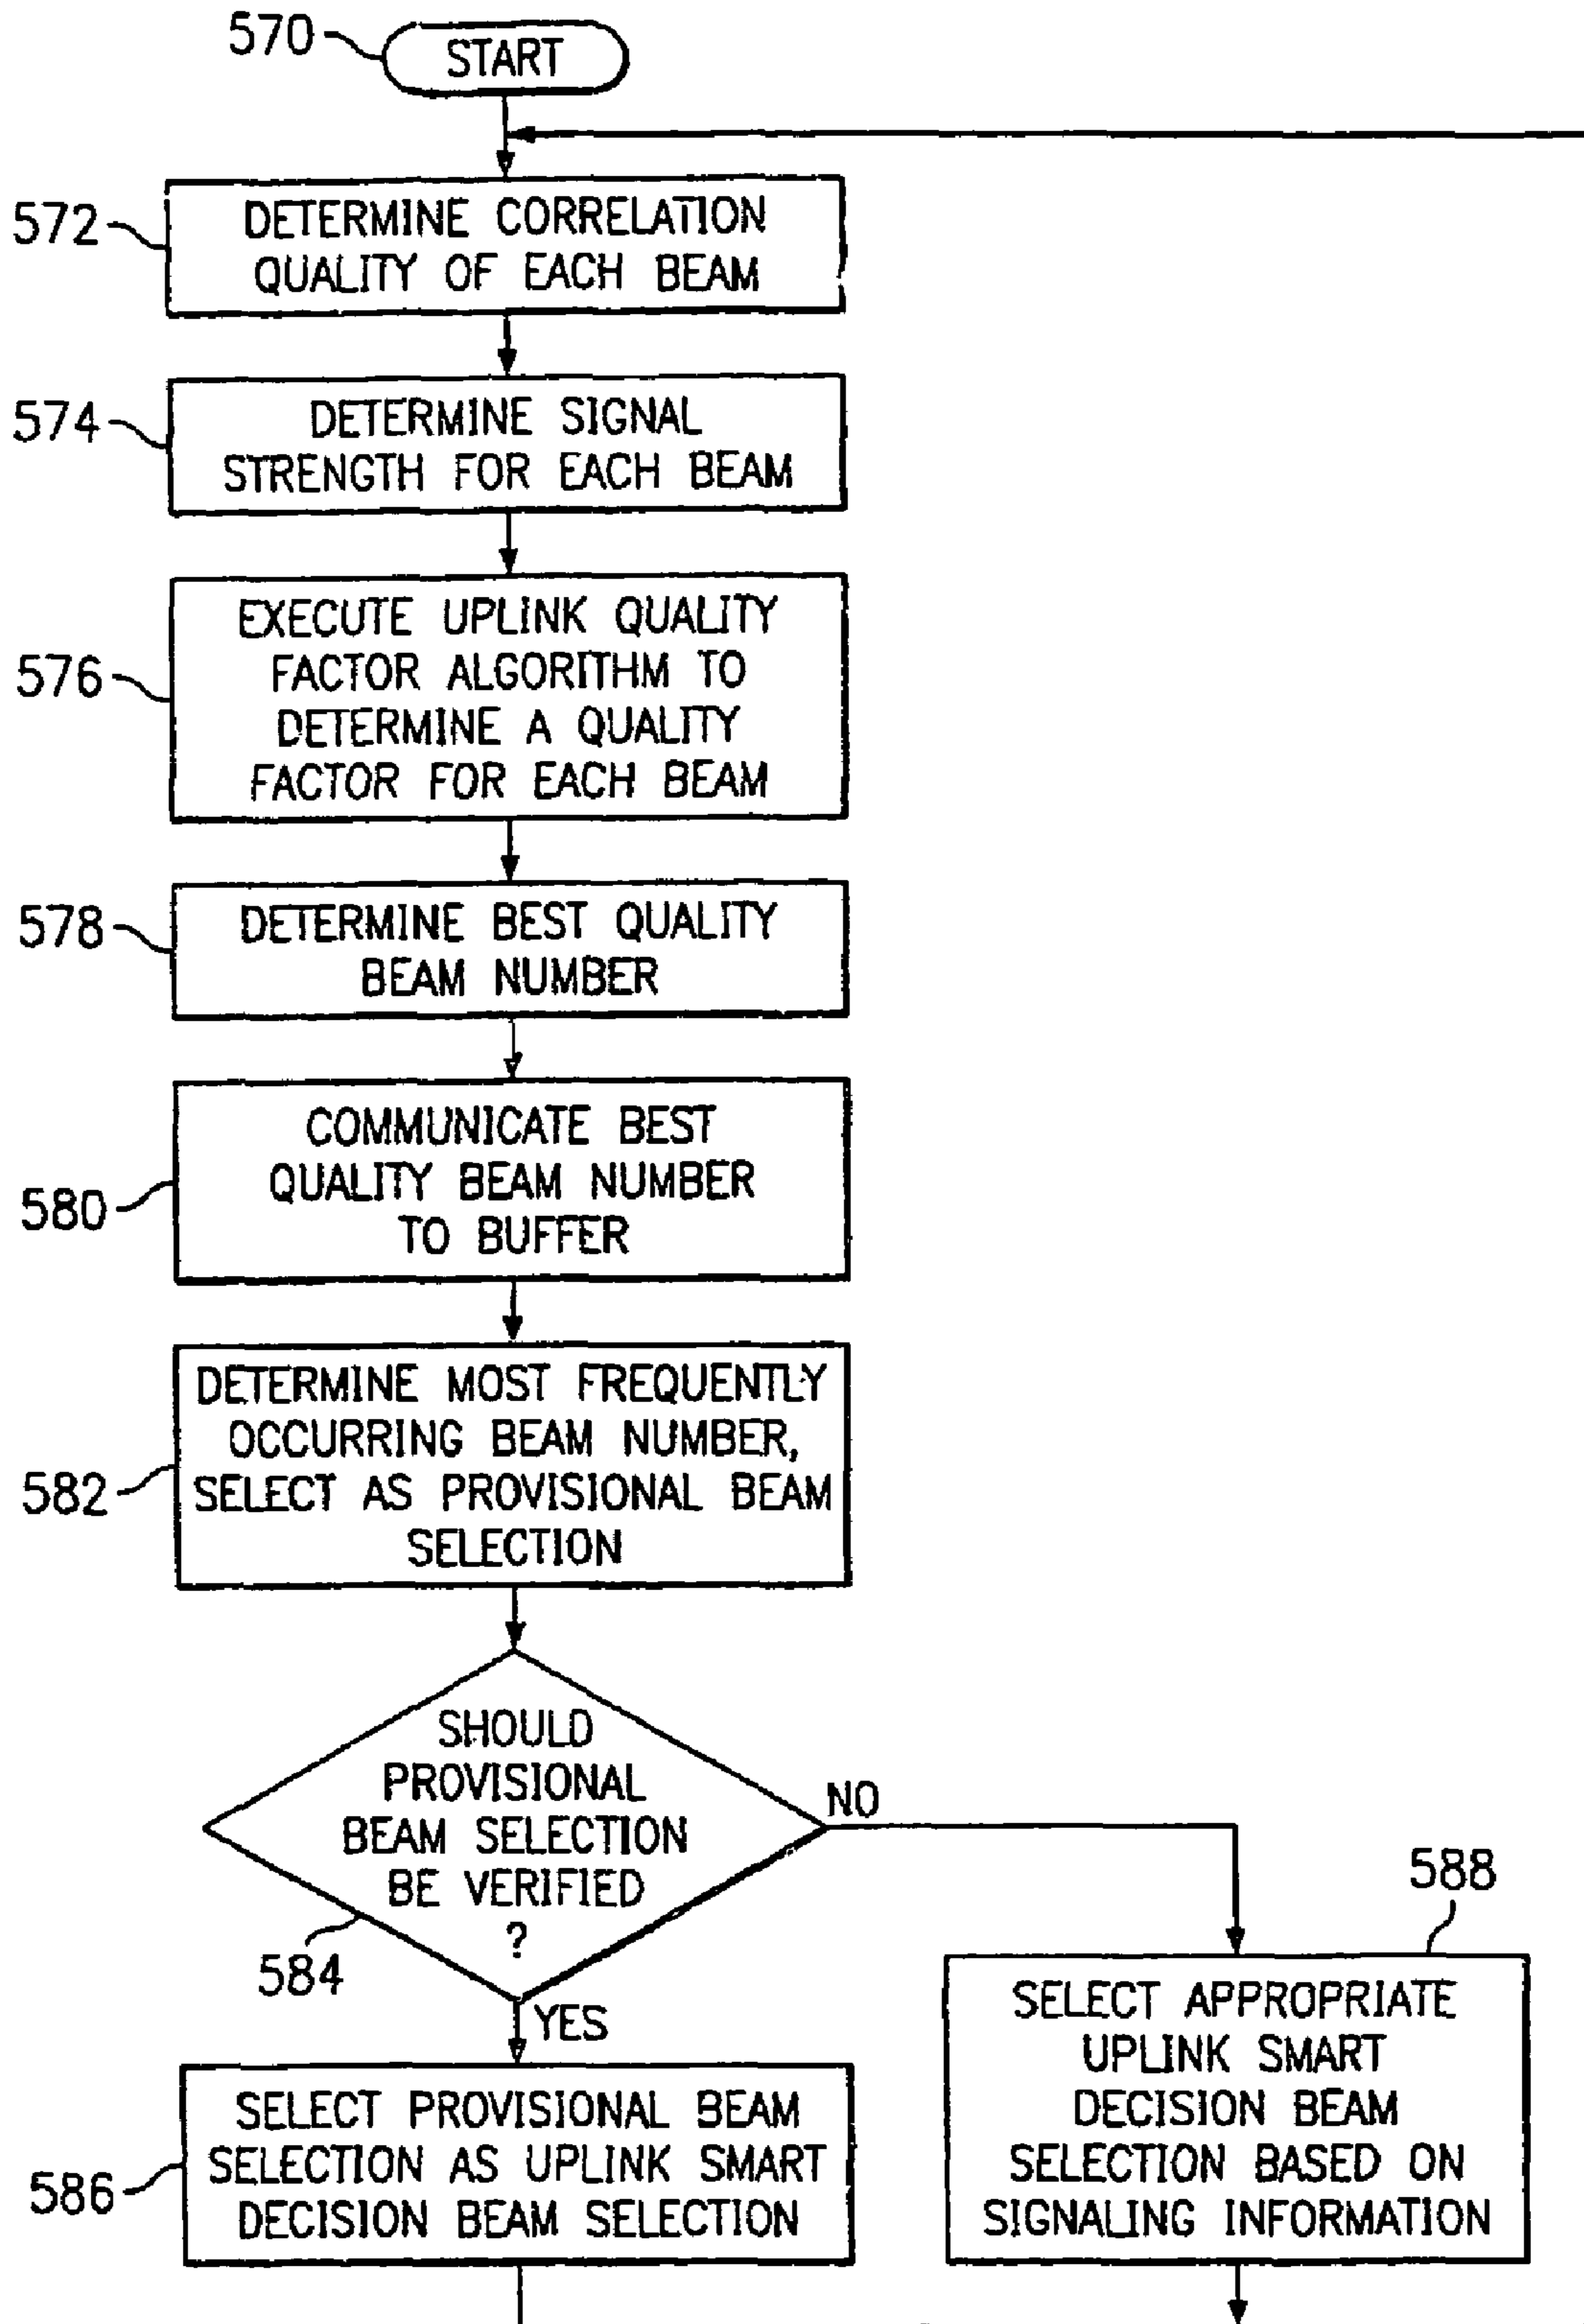 570
START
572
DETERMINE CORRELATION
QUALITY OF EACH BEAM
574
DETERMINE SIGNAL
STRENGTH FOR EACH BEAM
576
EXECUTE UPLINK QUALITY
FACTOR ALGORITHM TO
DETERMINE A QUALITY
FACTOR FOR EACH BEAM
578
DETERMINE BEST QUALITY
BEAM NUMBER
580
COMMUNICATE BEST
QUALITY BEAM NUMBER
TO BUFFER
582
DETERMINE MOST FREQUENTLY
OCCURRING BEAM NUMBER,
SELECT AS PROVISIONAL BEAM
SELECTION
SHOULD
PROVISIONAL
BEAM SELECTION
BE VERIFIED
?
584
NO
YES
586
SELECT PROVISIONAL BEAM
SELECTION AS UPLINK SMART
DECISION BEAM SELECTION
588
SELECT APPROPRIATE
UPLINK SMART
DECISION BEAM
SELECTION BASED ON
SIGNALING INFORMATION